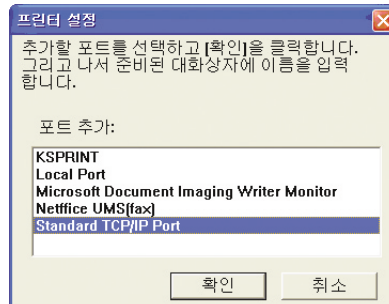 프린터 설정
추가할 포트를 선택하고 [확인]을 클릭합니다.
그리고 나서 준비된 대화상자에 이름을 입력
합니다.
포트 추가:
KSPRINT
Local Port
Microsoft Document Imaging Writer Monitor
Netffice UMS(fax)
Standard TCP/IP Port
확인
취소